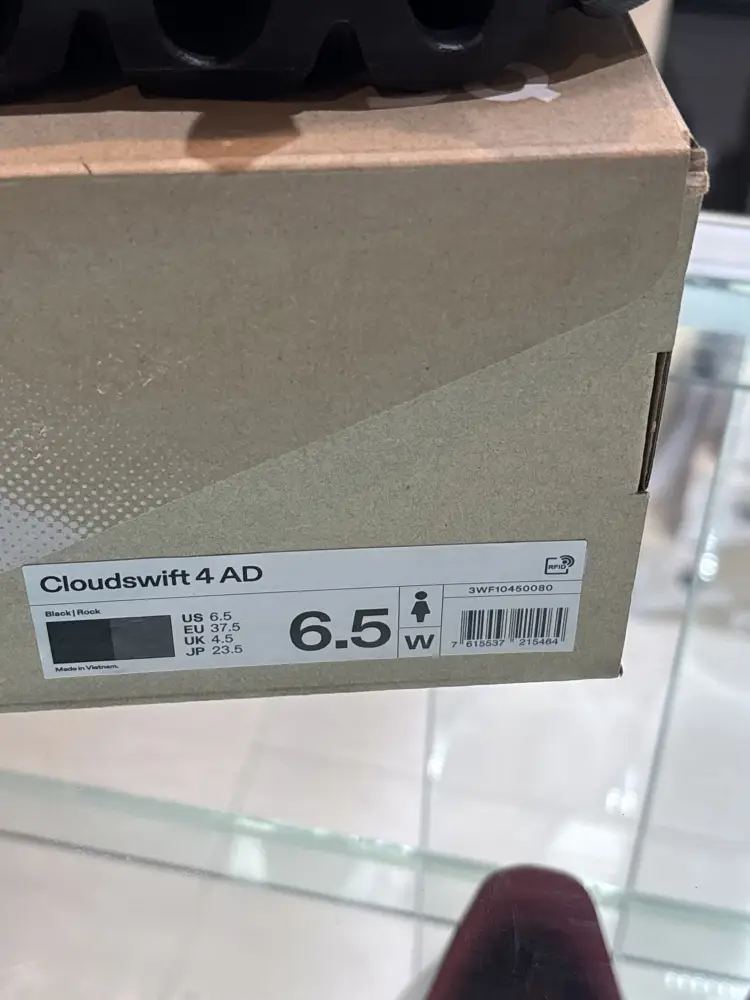 Cloudswift 4 AD
RFID
Black | Rock
US 6.5
EU 37.5
UK 4.5
JP 23.5
Made in Vietnam.
6.5
W
3WF10450080
7 615537 215464